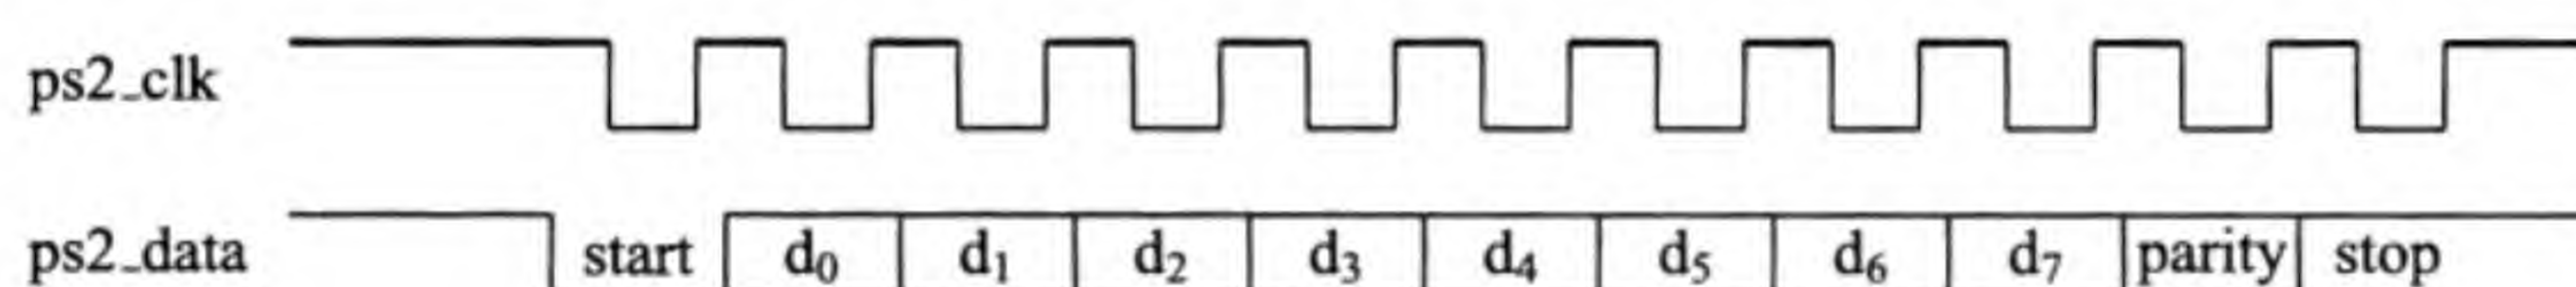 ps2_clk
ps2_data start d₀ d₁ d₂ d₃ d₄ d₅ d₆ d₇ parity stop